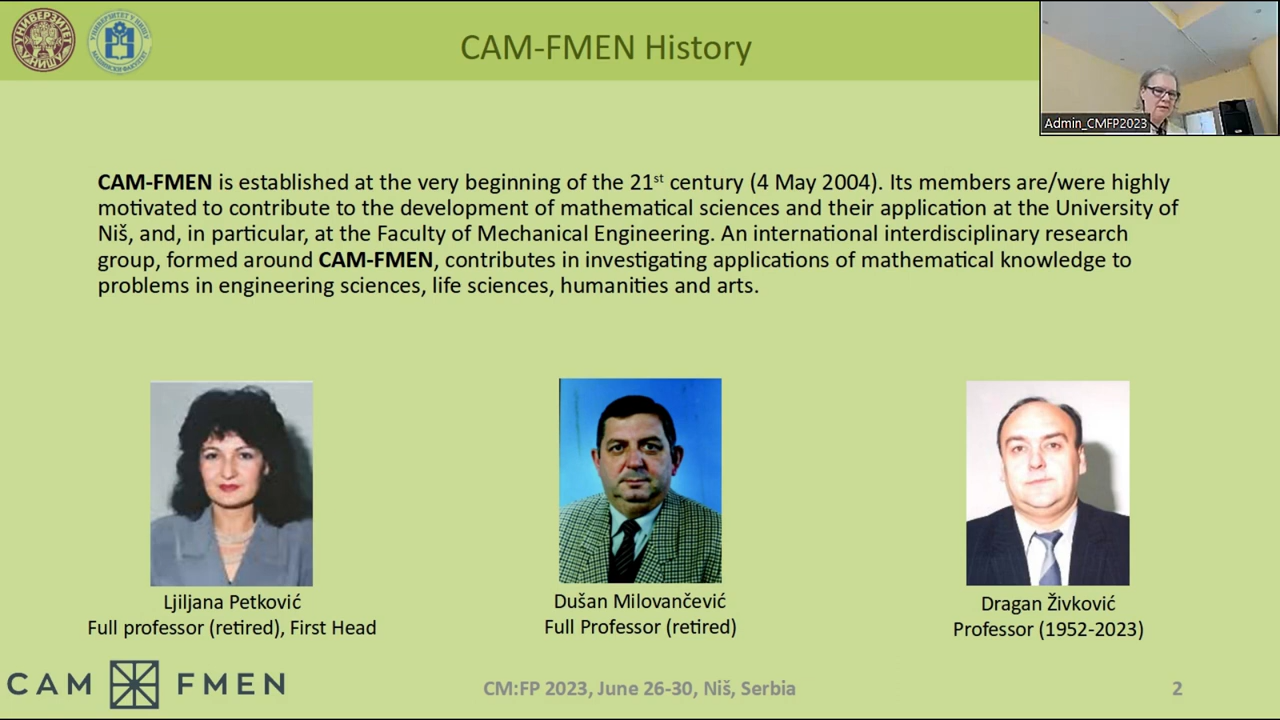 CAM-FMEN History
Admin_CMFP2023
CAM-FMEN is established at the very beginning of the 21st century (4 May 2004). Its members are/were highly
motivated to contribute to the development of mathematical sciences and their application at the University of
Niš, and, in particular, at the Faculty of Mechanical Engineering. An international interdisciplinary research
group, formed around CAM-FMEN, contributes in investigating applications of mathematical knowledge to
problems in engineering sciences, life sciences, humanities and arts.
Ljiljana Petković
Full professor (retired), First Head
Dušan Milovančević
Full Professor (retired)
Dragan Živković
Professor (1952-2023)
CAM FMEN
CM:FP 2023, June 26-30, Niš, Serbia
2